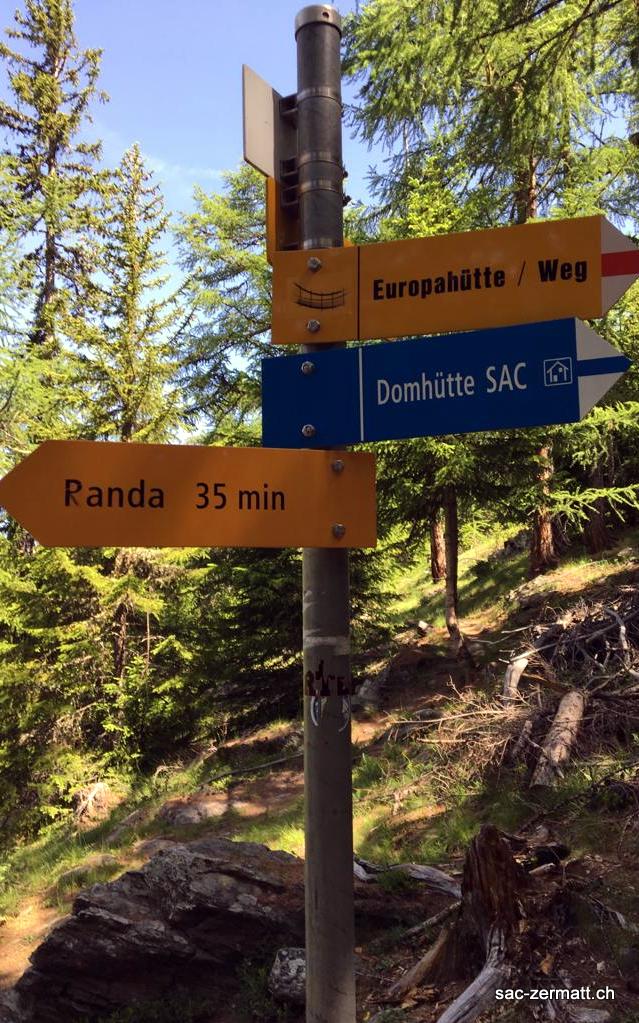 Europahütte / Weg
Domhütte SAC
Randa 35 min
sac-zermatt.ch